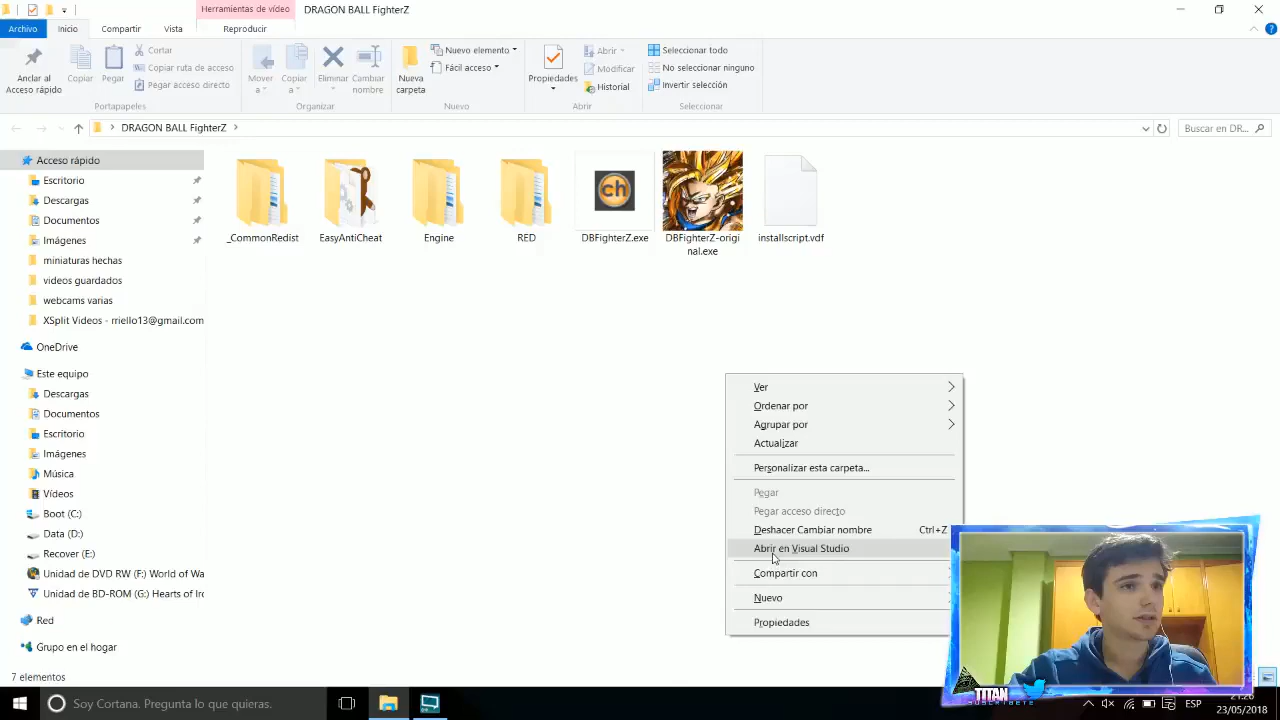 Herramientas de vídeo
DRAGON BALL FighterZ
Archivo
Inicio
Compartir
Vista
Reproducir
Anclar al
Acceso rápido
Copiar
Pegar
Cortar
Copiar ruta de acceso
Pegar acceso directo
Portapapeles
Mover
a
Copiar
a
Eliminar
Cambiar
nombre
Organizar
Nueva
carpeta
Nuevo elemento
Fácil acceso
Nuevo
Propiedades
Abrir
Modificar
Historial
Abrir
Seleccionar todo
No seleccionar ninguno
Invertir selección
Seleccionar
DRAGON BALL FighterZ
Buscar en DR...
Acceso rápido
Escritorio
Descargas
Documentos
Imágenes
miniaturas hechas
videos guardados
webcams varias
XSplit Videos - rriello13@gmail.com
OneDrive
Este equipo
Descargas
Documentos
Escritorio
Imágenes
Música
Vídeos
Boot (C:)
Data (D:)
Recover (E:)
Unidad de DVD RW (F:) World of Wa
Unidad de BD-ROM (G:) Hearts of Irc
Red
Grupo en el hogar
_CommonRedist
EasyAntiCheat
Engine
RED
ch
DBFighterZ.exe
DBFighterZ-origi
nal.exe
installscript.vdf
Ver
Ordenar por
Agrupar por
Actualizar
Personalizar esta carpeta...
Pegar
Pegar acceso directo
Deshacer Cambiar nombre Ctrl+Z
Abrir en Visual Studio
Compartir con
Nuevo
Propiedades
7 elementos
TITAN
SUSCRIBETE
Soy Cortana. Pregunta lo que quieras.
ESP
23/05/2018